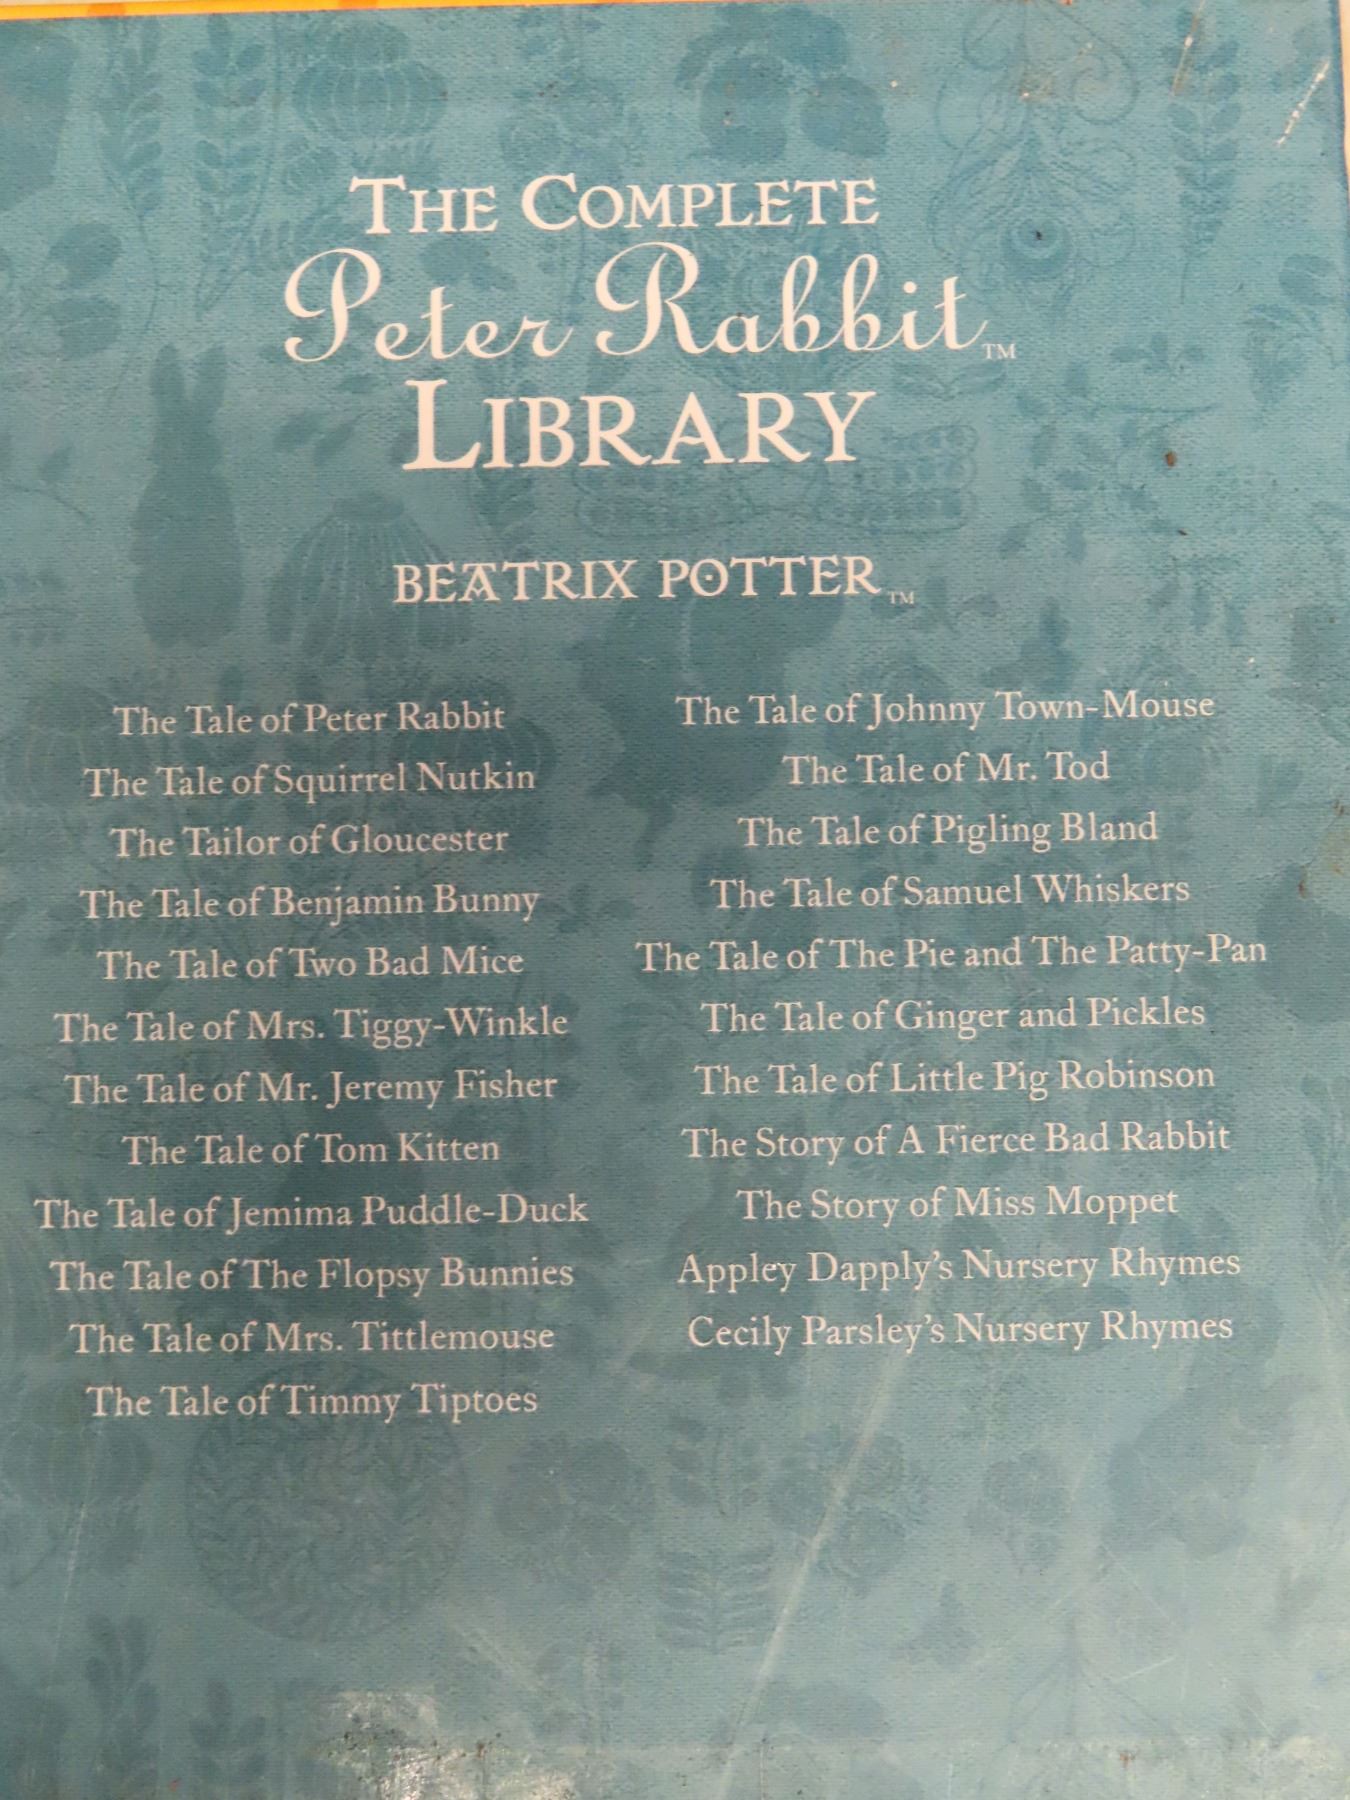 THE COMPLETE
Peter Rabbit™
LIBRARY
BEATRIX POTTER™
The Tale of Peter Rabbit
The Tale of Squirrel Nutkin
The Tailor of Gloucester
The Tale of Benjamin Bunny
The Tale of Two Bad Mice
The Tale of Mrs. Tiggy-Winkle
The Tale of Mr. Jeremy Fisher
The Tale of Tom Kitten
The Tale of Jemima Puddle-Duck
The Tale of The Flopsy Bunnies
The Tale of Mrs. Tittlemouse
The Tale of Timmy Tiptoes
The Tale of Johnny Town-Mouse
The Tale of Mr. Tod
The Tale of Pigling Bland
The Tale of Samuel Whiskers
The Tale of The Pie and The Patty-Pan
The Tale of Ginger and Pickles
The Tale of Little Pig Robinson
The Story of A Fierce Bad Rabbit
The Story of Miss Moppet
Appley Dapply's Nursery Rhymes
Cecily Parsley's Nursery Rhymes